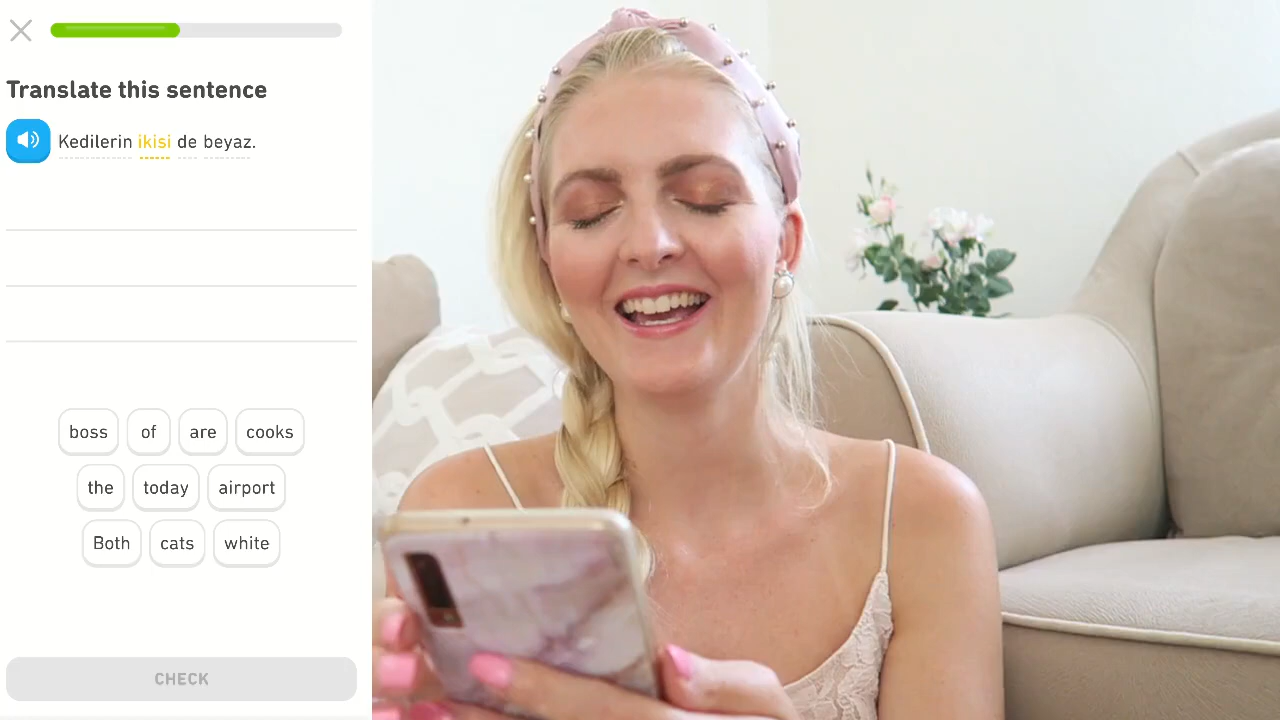 Translate this sentence
Kedilerin ikisi de beyaz.
boss of are cooks
the today airport
Both cats white
CHECK